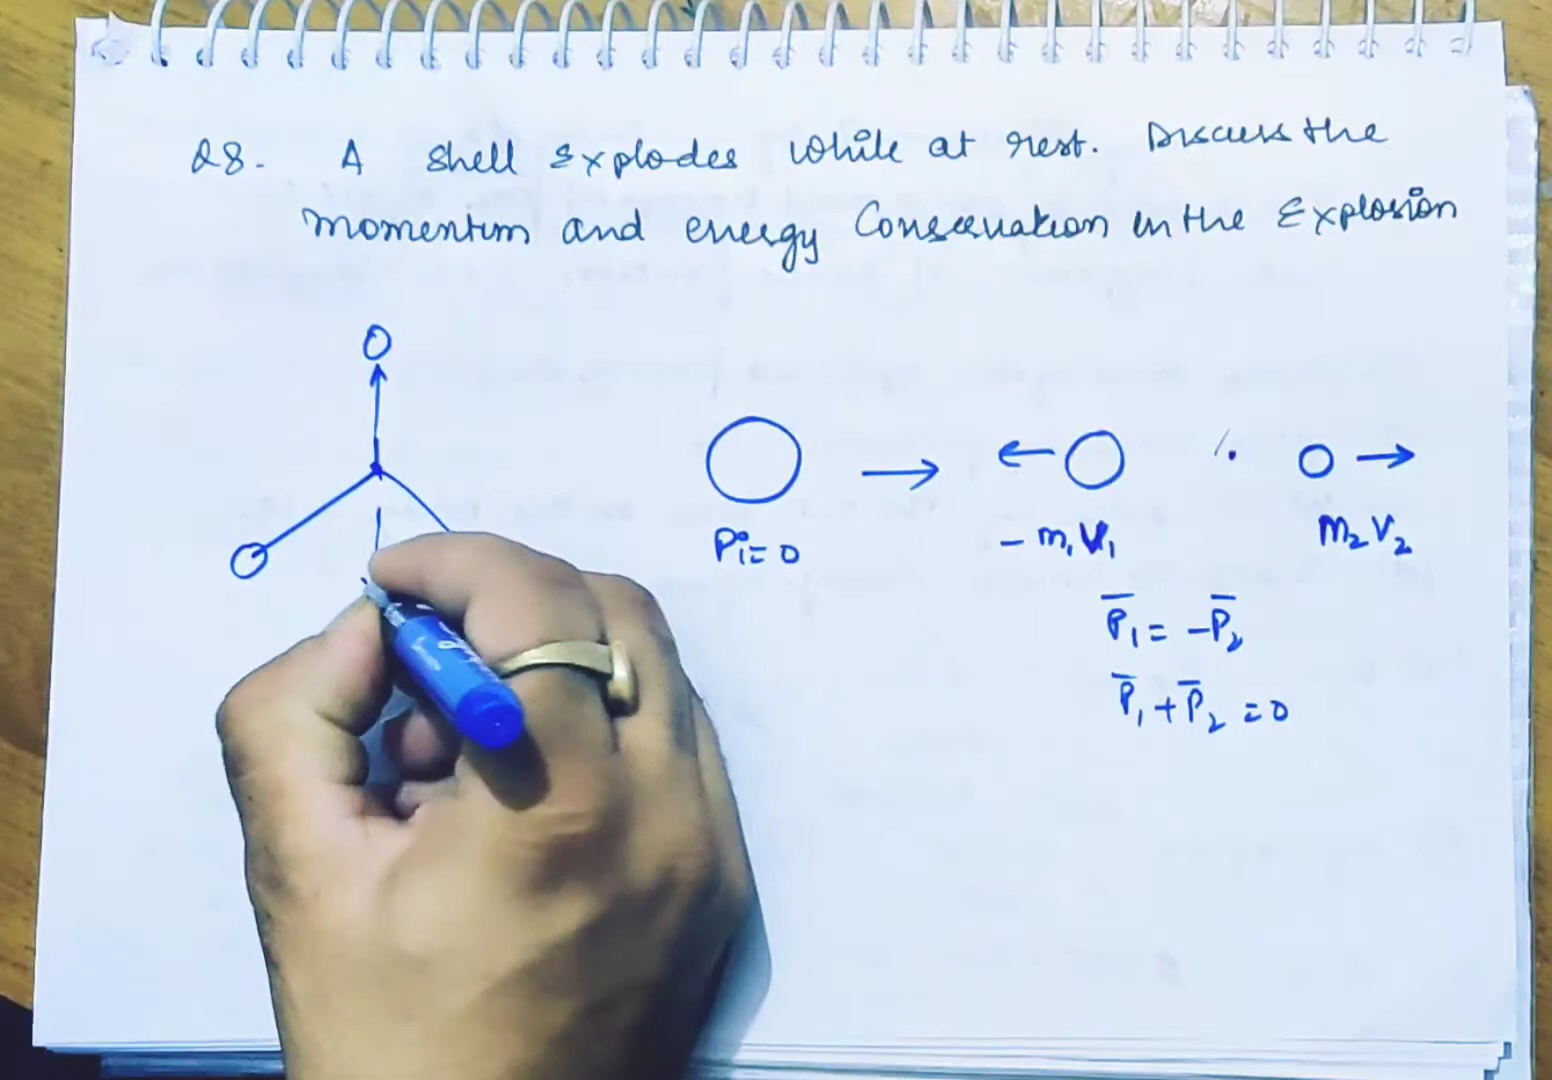 Q8. A shell explodes while at rest. Discuss the
momentum and energy Conservation in the Explosion
Pi = 0
- m₁V₁
m₂V₂
P̅₁ = -P̅₂
P̅₁ + P̅₂ = 0